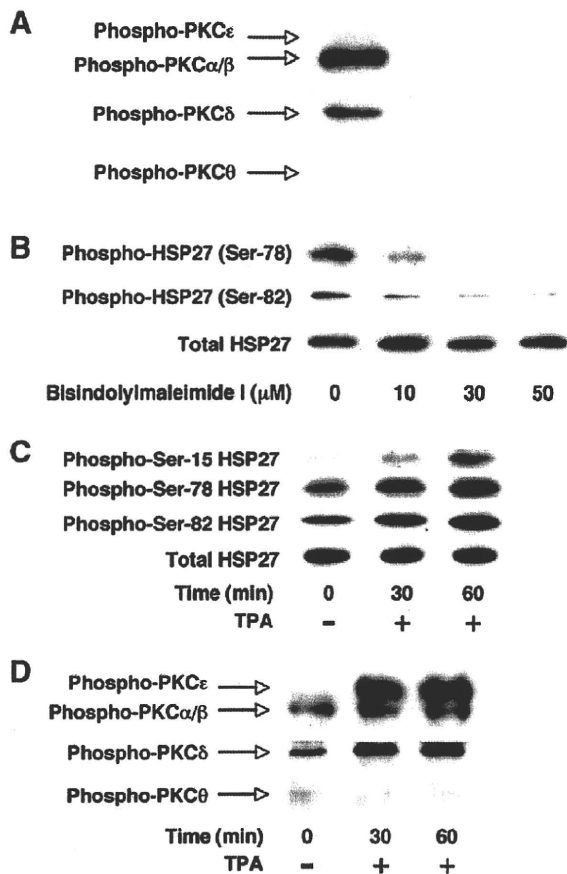 A
Phospho-PKCε
Phospho-PKCα/β
Phospho-PKCδ
Phospho-PKCθ
B
Phospho-HSP27 (Ser-78)
Phospho-HSP27 (Ser-82)
Total HSP27
Bisindolylmaleimide I (μM) 0 10 30 50
C
Phospho-Ser-15 HSP27
Phospho-Ser-78 HSP27
Phospho-Ser-82 HSP27
Total HSP27
Time (min) 0 30 60
TPA − + +
D
Phospho-PKCε
Phospho-PKCα/β
Phospho-PKCδ
Phospho-PKCθ
Time (min) 0 30 60
TPA − + +